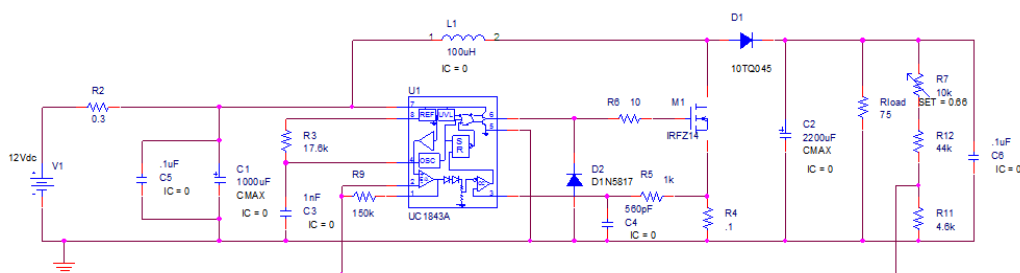 D1
L1
1
2
100uH
IC = 0
10TQ045
R2
0.3
U1
7
8
REF
UVL
6
5
R6
10
M1
IRFZ14
R7
10k
SET = 0.66
Rload
75
C2
2200uF
CMAX
IC = 0
R12
44k
.1uF
C6
IC = 0
R3
17.6k
4
OSC
S
R
12Vdc
V1
.1uF
C5
IC = 0
C1
1000uF
CMAX
IC = 0
R9
150k
2
1
3
UC1843A
1nF
C3
IC = 0
D2
D1N5817
R5
1k
560pF
C4
IC = 0
R4
.1
R11
4.6k